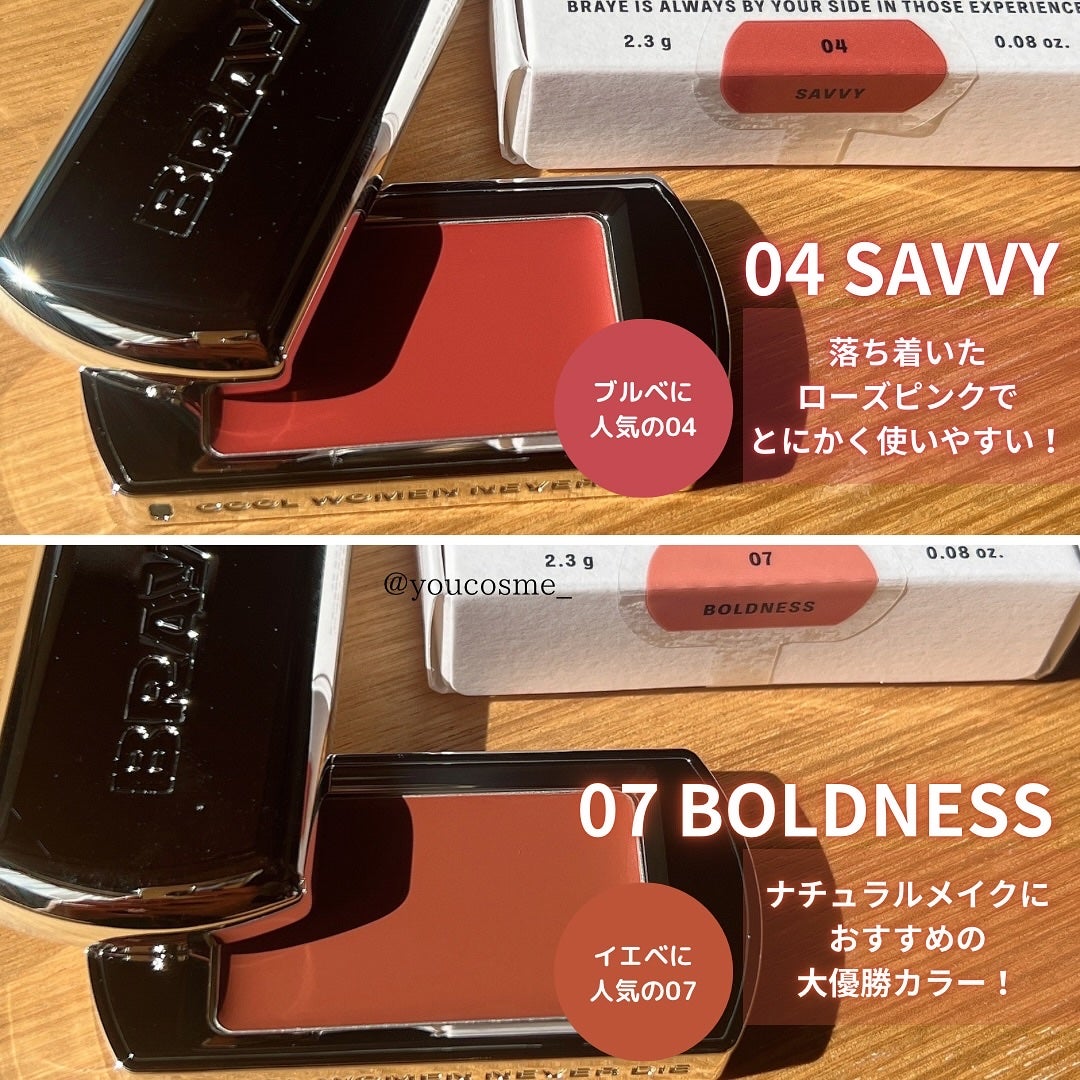 BRAYE IS ALWAYS BY YOUR SIDE IN THOSE EXPERIENCE
2.3 g
04
0.08 oz.
SAVVY
04 SAVVY
落ち着いた
ローズピンクで
とにかく使いやすい！
ブルベに
人気の04
COOL WOMEN NEVER
@youcosme_
2.3 g
07
0.08 oz.
BOLDNESS
07 BOLDNESS
ナチュラルメイクに
おすすめの
大優勝カラー！
イエベに
人気の07
WOMEN NEVER DIE